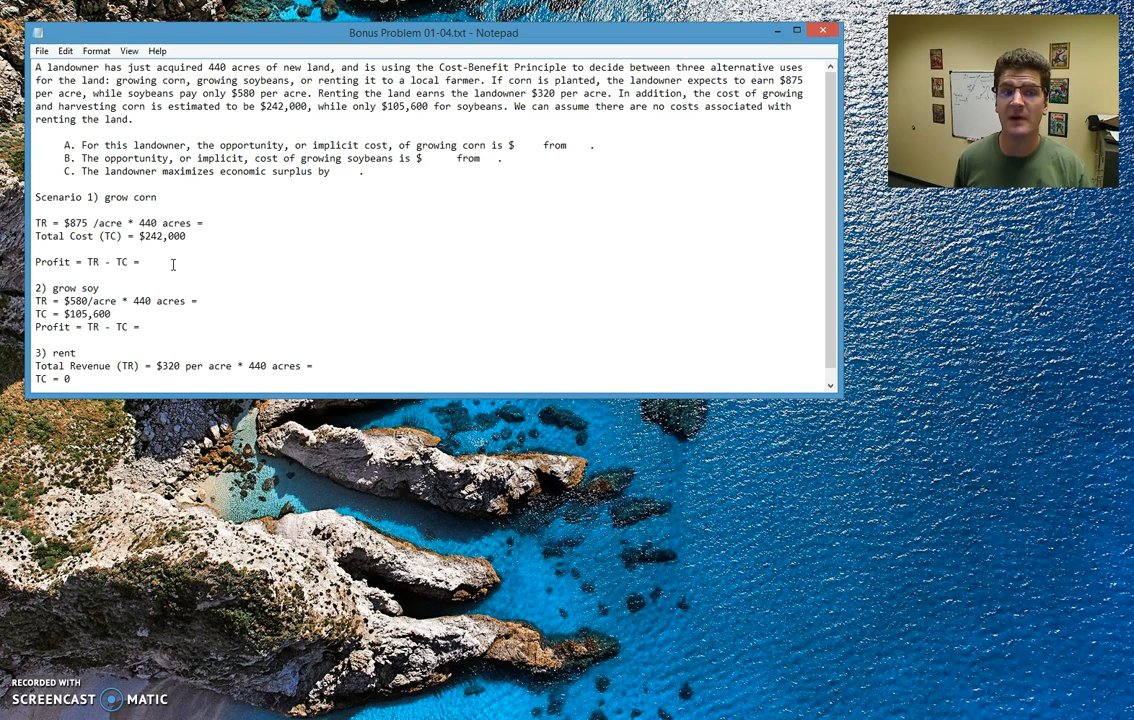 Bonus Problem 01-04.txt - Notepad
File Edit Format View Help
A landowner has just acquired 440 acres of new land, and is using the Cost-Benefit Principle to decide between three alternative uses
for the land: growing corn, growing soybeans, or renting it to a local farmer. If corn is planted, the landowner expects to earn $875
per acre, while soybeans pay only $580 per acre. Renting the land earns the landowner $320 per acre. In addition, the cost of growing
and harvesting corn is estimated to be $242,000, while only $105,600 for soybeans. We can assume there are no costs associated with
renting the land.
A. For this landowner, the opportunity, or implicit cost, of growing corn is $ from .
B. The opportunity, or implicit, cost of growing soybeans is $ from .
C. The landowner maximizes economic surplus by .
Scenario 1) grow corn
TR = $875 /acre * 440 acres =
Total Cost (TC) = $242,000
Profit = TR - TC =
2) grow soy
TR = $580/acre * 440 acres =
TC = $105,600
Profit = TR - TC =
3) rent
Total Revenue (TR) = $320 per acre * 440 acres =
TC = 0
RECORDED WITH
SCREENCAST MATIC